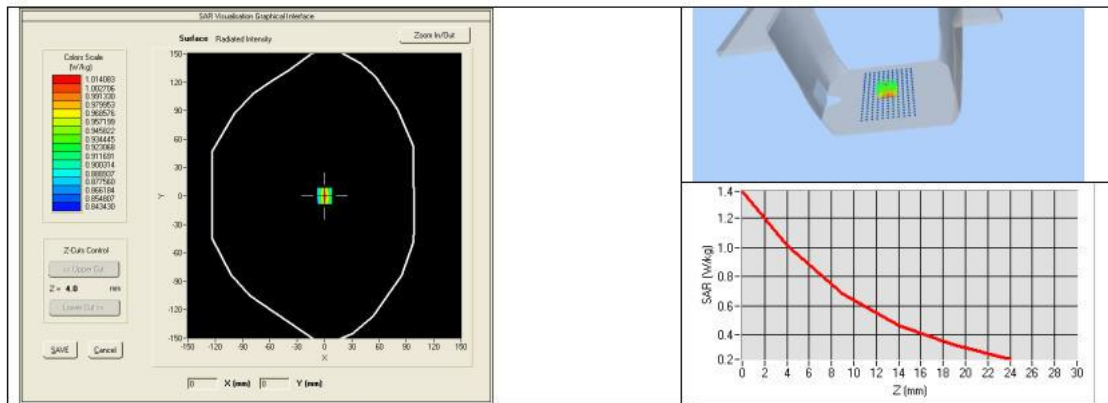 SAR Visualisation Graphical Interface
Surface Radiated Intensity
Zoom In/Out
Colors Scale
(W/kg)
1.014083
1.002706
0.991330
0.979953
0.968576
0.957199
0.945822
0.934445
0.923068
0.911691
0.900314
0.888937
0.877560
0.866184
0.854807
0.843430
Z-Cuts Control
<< Upper Cut
Z = 4.0 mm
Lower Cut >>
SAVE Cancel
Y
150
120
90
60
30
0
-30
-60
-90
-120
-150
-150 -120 -90 -60 -30 0 30 60 90 120 150
X
0 X (mm) 0 Y (mm)
SAR (W/kg)
1.4
1.2
1.0
0.8
0.6
0.4
0.2
0 2 4 6 8 10 12 14 16 18 20 22 24 26 28 30
Z (mm)